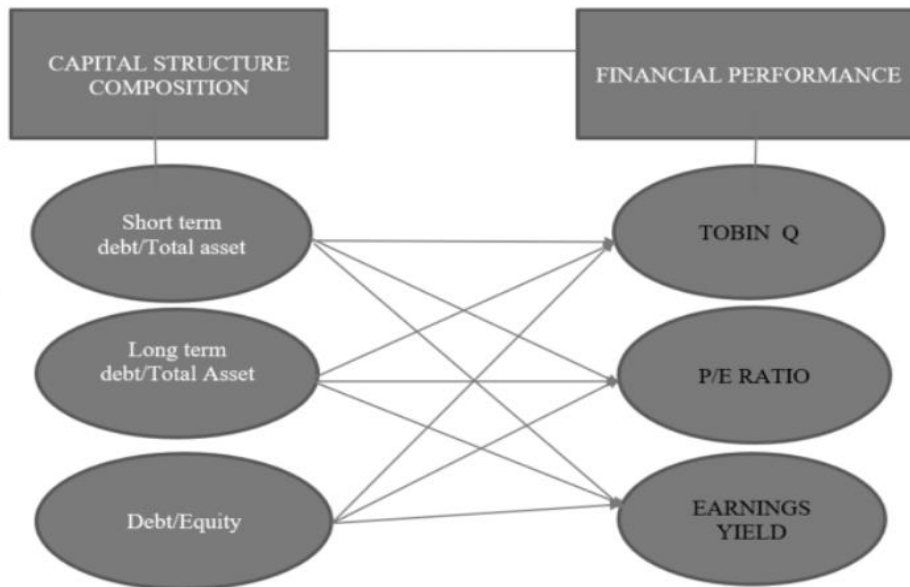 CAPITAL STRUCTURE
COMPOSITION
FINANCIAL PERFORMANCE
Short term
debt/Total asset
TOBIN Q
Long term
debt/Total Asset
P/E RATIO
Debt/Equity
EARNINGS
YIELD